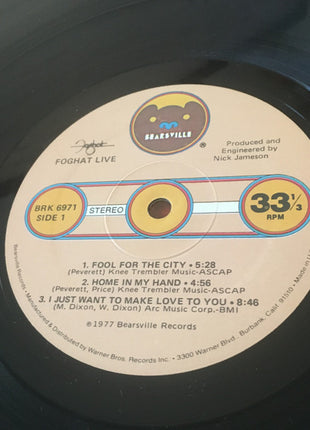 Foghat
FOGHAT LIVE
BEARSVILLE
®
Produced and
Engineered by
Nick Jameson
BRK 6971
SIDE 1
STEREO
33 1/3
RPM
1. FOOL FOR THE CITY • 5:28
(Peverett) Knee Trembler Music-ASCAP
2. HOME IN MY HAND • 4:56
(Peverett, Price) Knee Trembler Music-ASCAP
3. I JUST WANT TO MAKE LOVE TO YOU • 8:46
(M. Dixon, W. Dixon) Arc Music Corp.-BMI
℗1977 Bearsville Records
Bearsville Records • Manufactured & Distributed by Warner Bros. Records Inc. • 3300 Warner Blvd., Burbank, Calif. 91510 • Made in U